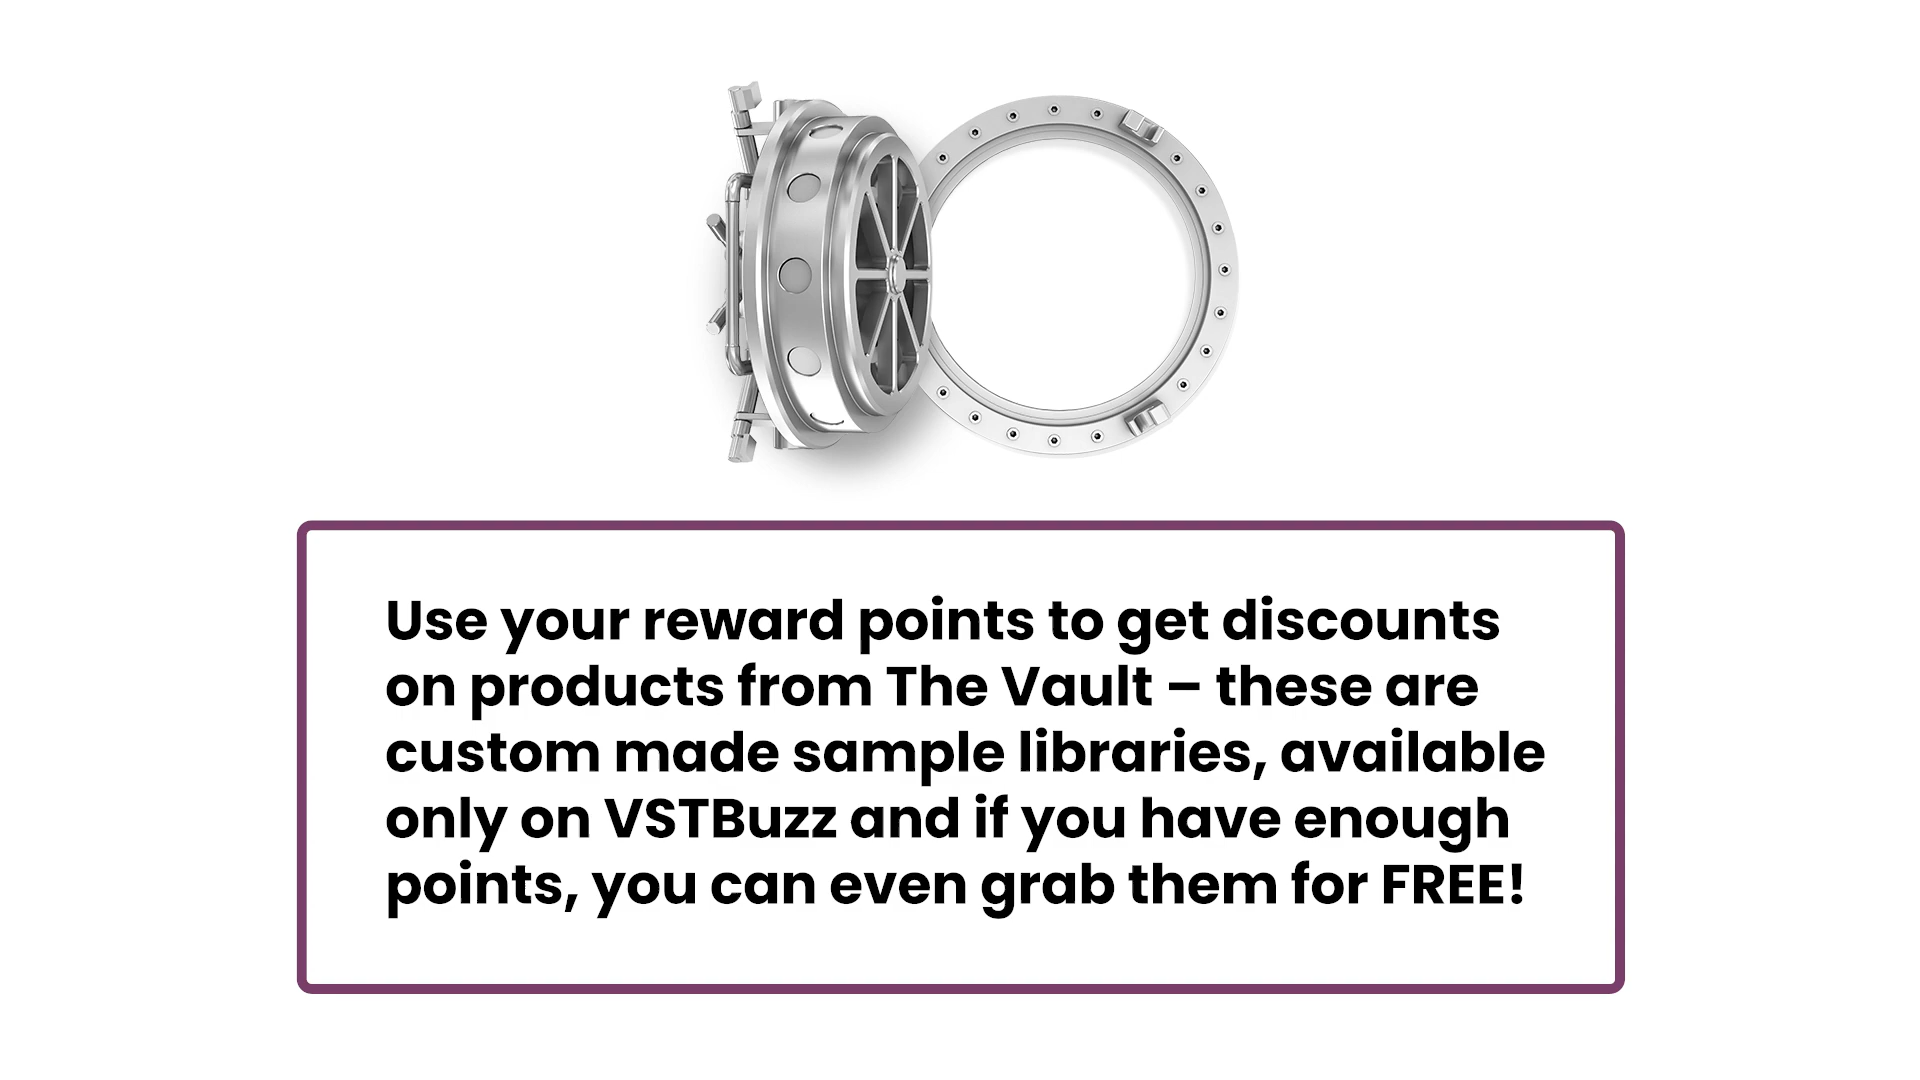 Use your reward points to get discounts
on products from The Vault – these are
custom made sample libraries, available
only on VSTBuzz and if you have enough
points, you can even grab them for FREE!